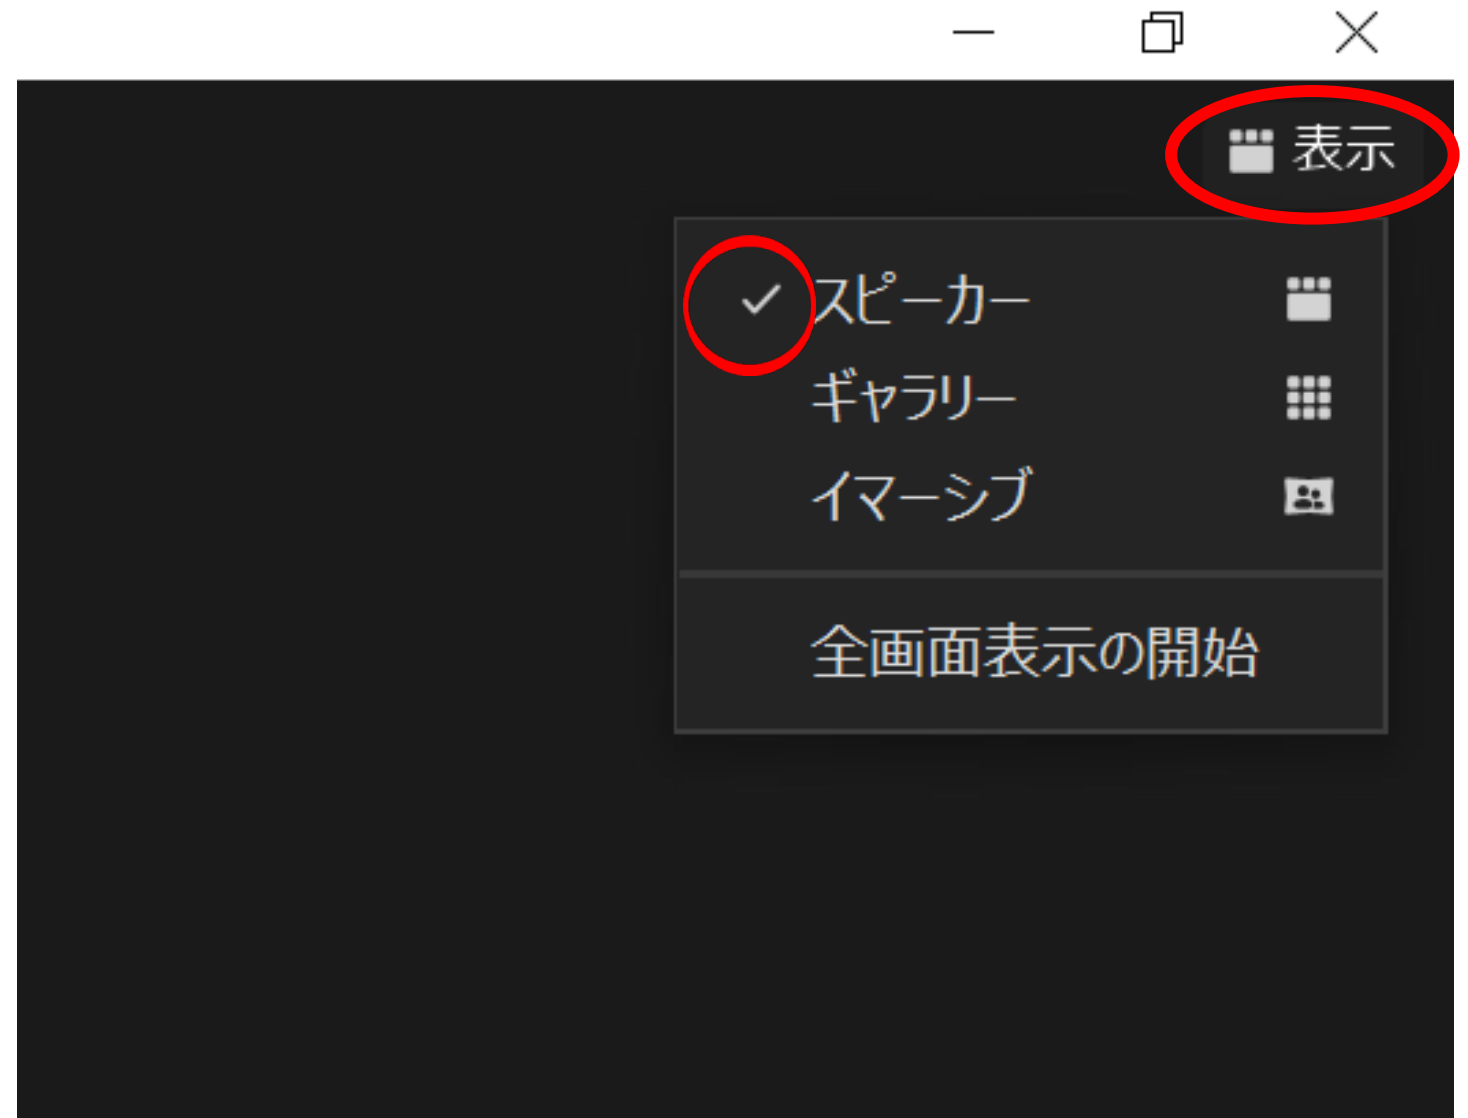 表示
スピーカー
ギャラリー
イマーシブ
全画面表示の開始